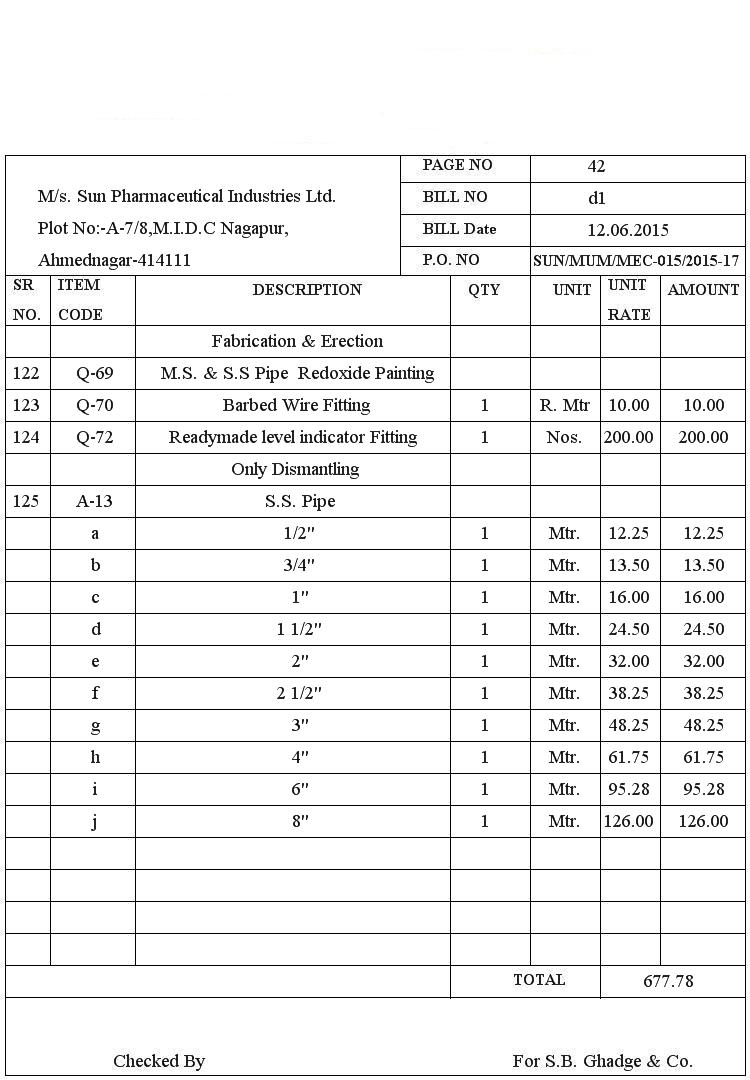 PAGE NO 42
M/s. Sun Pharmaceutical Industries Ltd. BILL NO d1
Plot No:-A-7/8,M.I.D.C Nagapur, BILL Date 12.06.2015
Ahmednagar-414111 P.O. NO SUN/MUM/MEC-015/2015-17
SR NO. ITEM CODE DESCRIPTION QTY UNIT UNIT RATE AMOUNT
Fabrication & Erection
122 Q-69 M.S. & S.S Pipe Redoxide Painting
123 Q-70 Barbed Wire Fitting 1 R. Mtr 10.00 10.00
124 Q-72 Readymade level indicator Fitting 1 Nos. 200.00 200.00
Only Dismantling
125 A-13 S.S. Pipe
a 1/2" 1 Mtr. 12.25 12.25
b 3/4" 1 Mtr. 13.50 13.50
c 1" 1 Mtr. 16.00 16.00
d 1 1/2" 1 Mtr. 24.50 24.50
e 2" 1 Mtr. 32.00 32.00
f 2 1/2" 1 Mtr. 38.25 38.25
g 3" 1 Mtr. 48.25 48.25
h 4" 1 Mtr. 61.75 61.75
i 6" 1 Mtr. 95.28 95.28
j 8" 1 Mtr. 126.00 126.00
TOTAL 677.78
Checked By For S.B. Ghadge & Co.